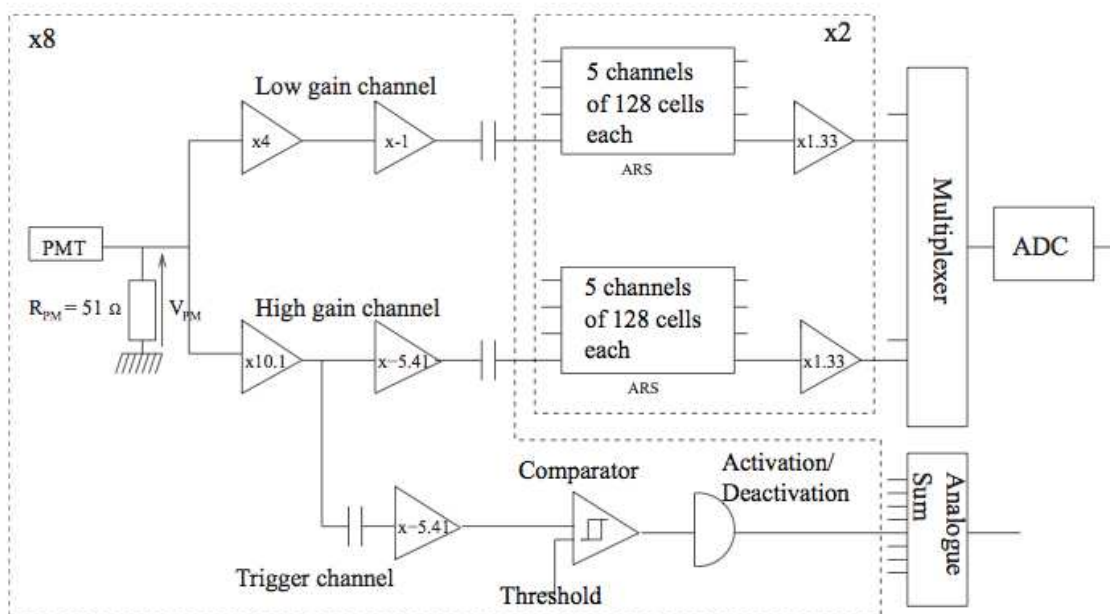 x8
x2
Low gain channel
x4
x-1
5 channels
of 128 cells
each
ARS
x1.33
Multiplexer
ADC
PMT
R_PM = 51 Ω
V_PM
High gain channel
x10.1
x−5.41
5 channels
of 128 cells
each
ARS
x1.33
Comparator
Activation/
Deactivation
x−5.41
Trigger channel
Threshold
Analogue
Sum